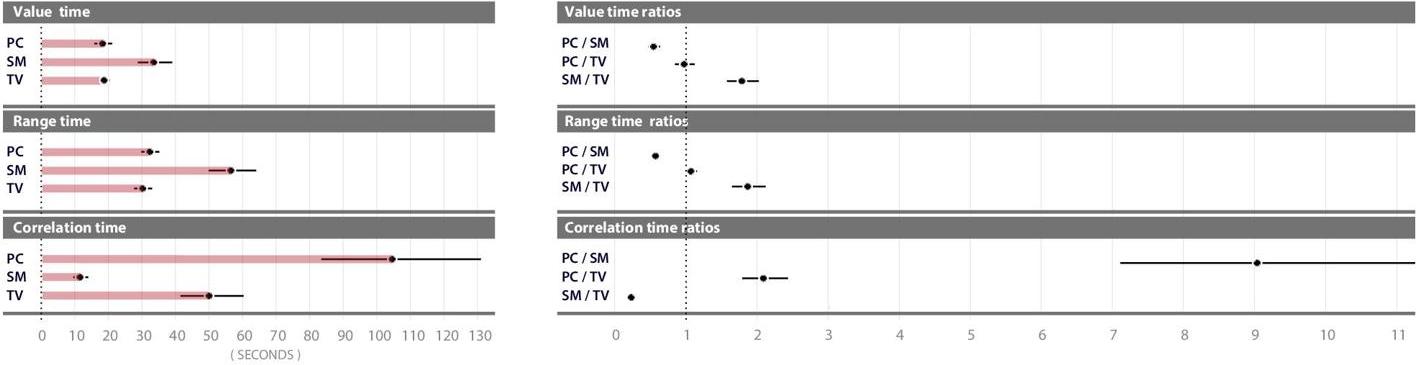 Value time
PC
SM
TV
Range time
PC
SM
TV
Correlation time
PC
SM
TV
0 10 20 30 40 50 60 70 80 90 100 110 120 130
( SECONDS )
Value time ratios
PC / SM
PC / TV
SM / TV
Range time ratios
PC / SM
PC / TV
SM / TV
Correlation time ratios
PC / SM
PC / TV
SM / TV
0 1 2 3 4 5 6 7 8 9 10 11